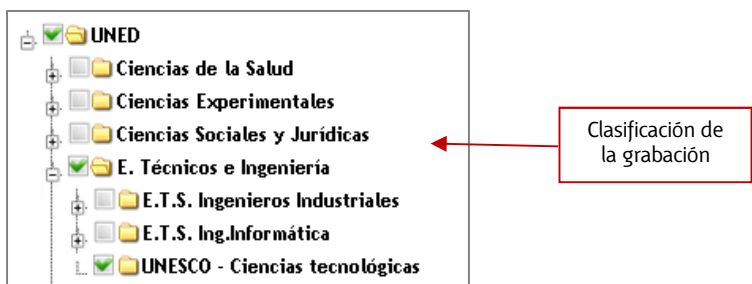 UNED
Ciencias de la Salud
Ciencias Experimentales
Ciencias Sociales y Jurídicas
E. Técnicos e Ingeniería
E.T.S. Ingenieros Industriales
E.T.S. Ing.Informática
UNESCO - Ciencias tecnológicas
Clasificación de
la grabación